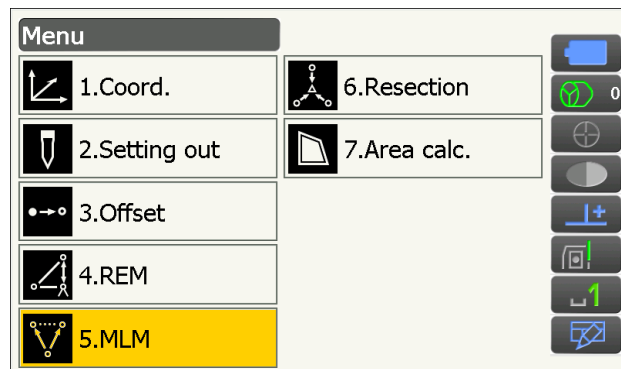 Menu
1.Coord.
2.Setting out
3.Offset
4.REM
5.MLM
6.Resection
7.Area calc.
0
1